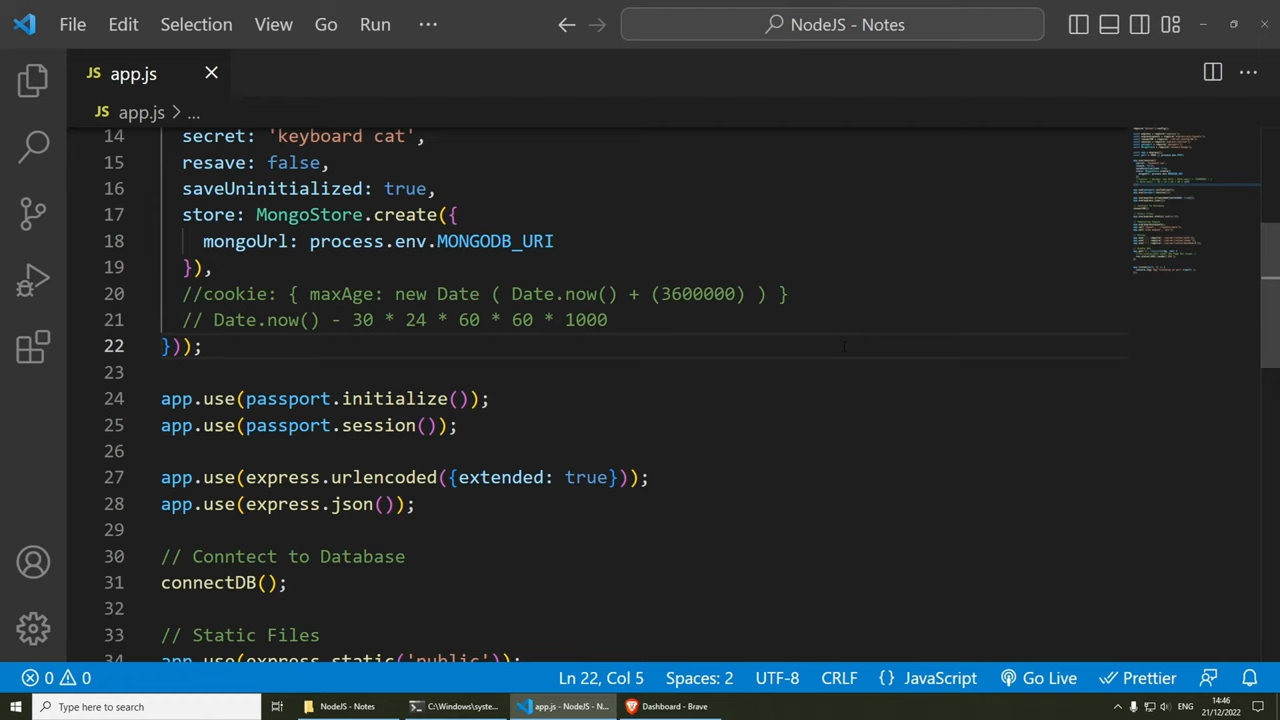 File Edit Selection View Go Run ··· NodeJS - Notes
JS app.js
JS app.js > ...
14 secret: 'keyboard cat',
15 resave: false,
16 saveUninitialized: true,
17 store: MongoStore.create({
18 mongoUrl: process.env.MONGODB_URI
19 }),
20 //cookie: { maxAge: new Date ( Date.now() + (3600000) ) }
21 // Date.now() - 30 * 24 * 60 * 60 * 1000
22 }));
23
24 app.use(passport.initialize());
25 app.use(passport.session());
26
27 app.use(express.urlencoded({extended: true}));
28 app.use(express.json());
29
30 // Conntect to Database
31 connectDB();
32
33 // Static Files
34 app.use(express.static('public'));
0 0 Ln 22, Col 5 Spaces: 2 UTF-8 CRLF {} JavaScript Go Live Prettier
Type here to search NodeJS - Notes C:\Windows\syste... app.js - NodeJS - N... Dashboard - Brave ENG 14:46
21/12/2022